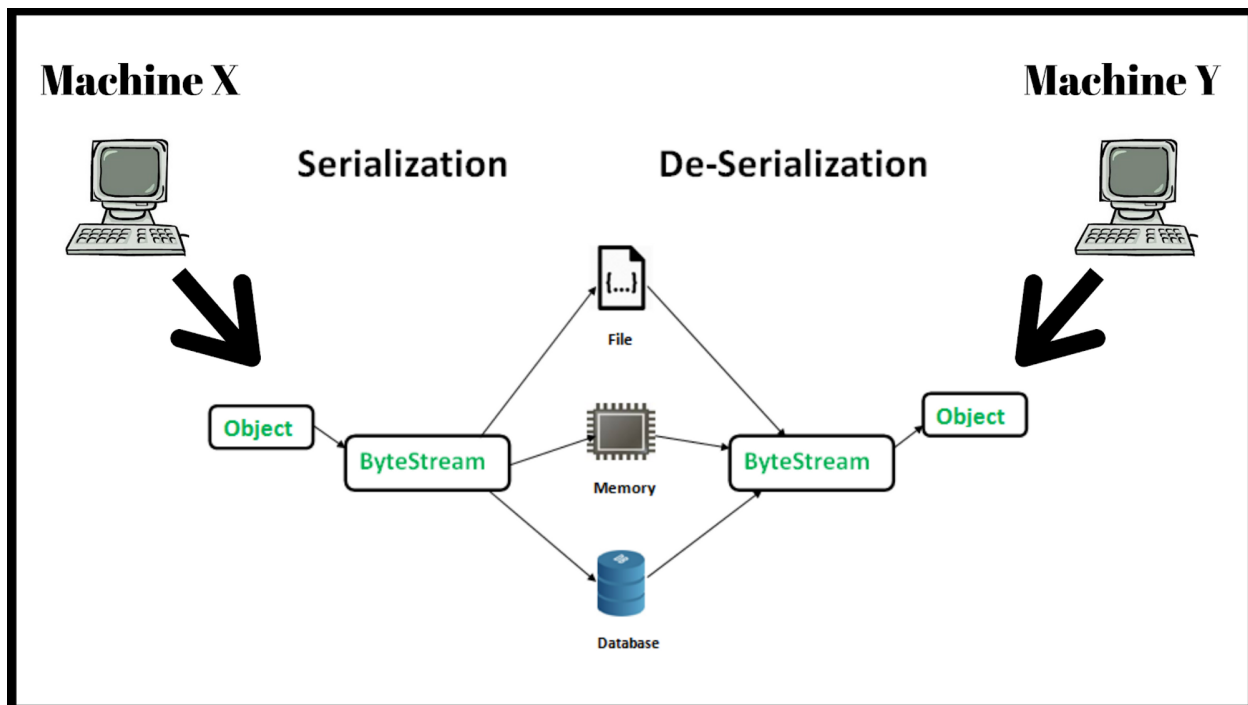 Machine X
Machine Y
Serialization
De-Serialization
{...}
File
Object
Object
ByteStream
ByteStream
Memory
Database